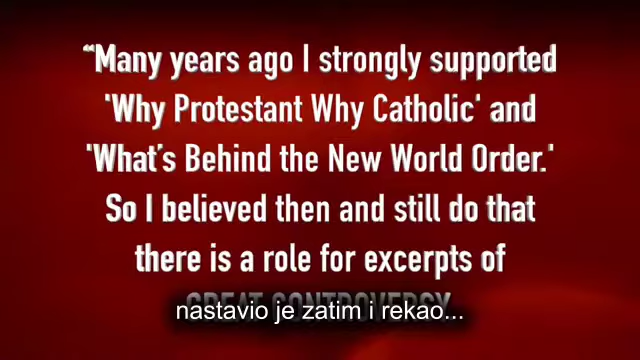 “Many years ago I strongly supported
'Why Protestant Why Catholic' and
'What’s Behind the New World Order.'
So I believed then and still do that
there is a role for excerpts of
GREAT CONTROVERSY
nastavio je zatim i rekao...